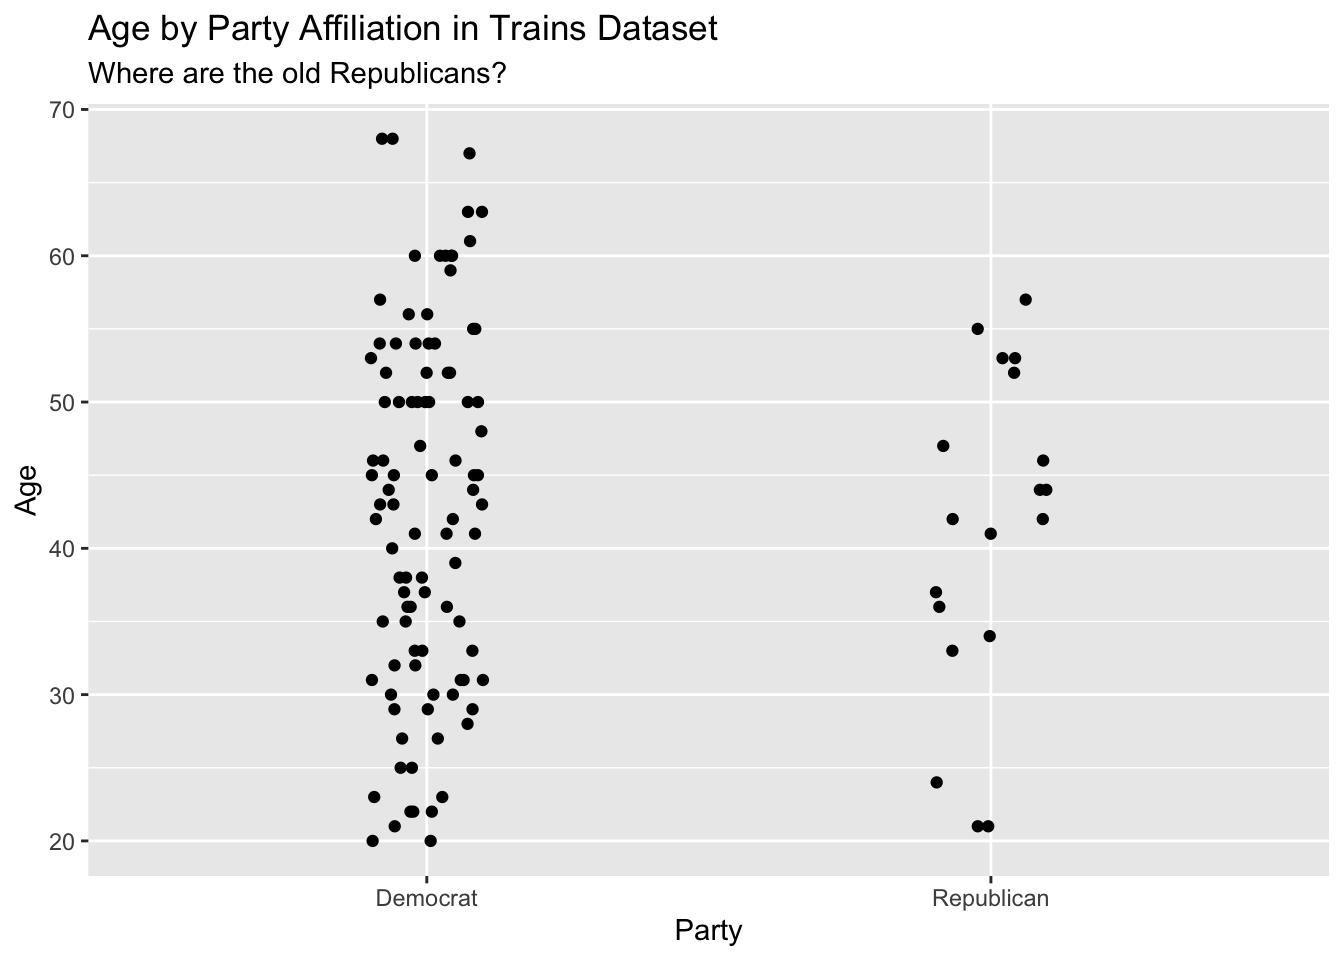 Age by Party Affiliation in Trains Dataset
Where are the old Republicans?
70
60
50
40
30
20
Age
Democrat
Republican
Party